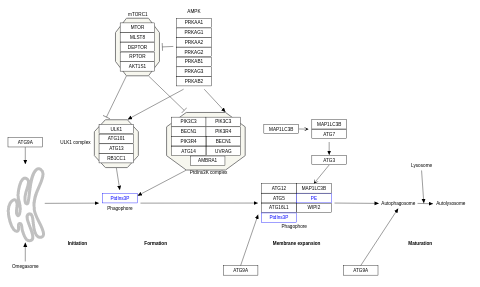 mTORC1
MTOR
MLST8
DEPTOR
RPTOR
AKT1S1
AMPK
PRKAA1
PRKAG1
PRKAA2
PRKAG2
PRKAB1
PRKAG3
PRKAB2
ULK1 complex
ULK1
ATG101
ATG13
RB1CC1
PIK3C3 PIK3C3
BECN1 PIK3R4
PIK3R4 BECN1
ATG14 UVRAG
AMBRA1
PtdIns3K complex
MAP1LC3B
MAP1LC3B
ATG7
ATG3
ATG9A
PtdIns3P
Phagophore
ATG12 MAP1LC3B
ATG5 PE
ATG16L1 WIPI2
PtdIns3P
Phagophore
Lysosome
Autophagosome
Autolysosome
Initiation
Formation
Membrane expansion
Maturation
Omegasome
ATG9A
ATG9A